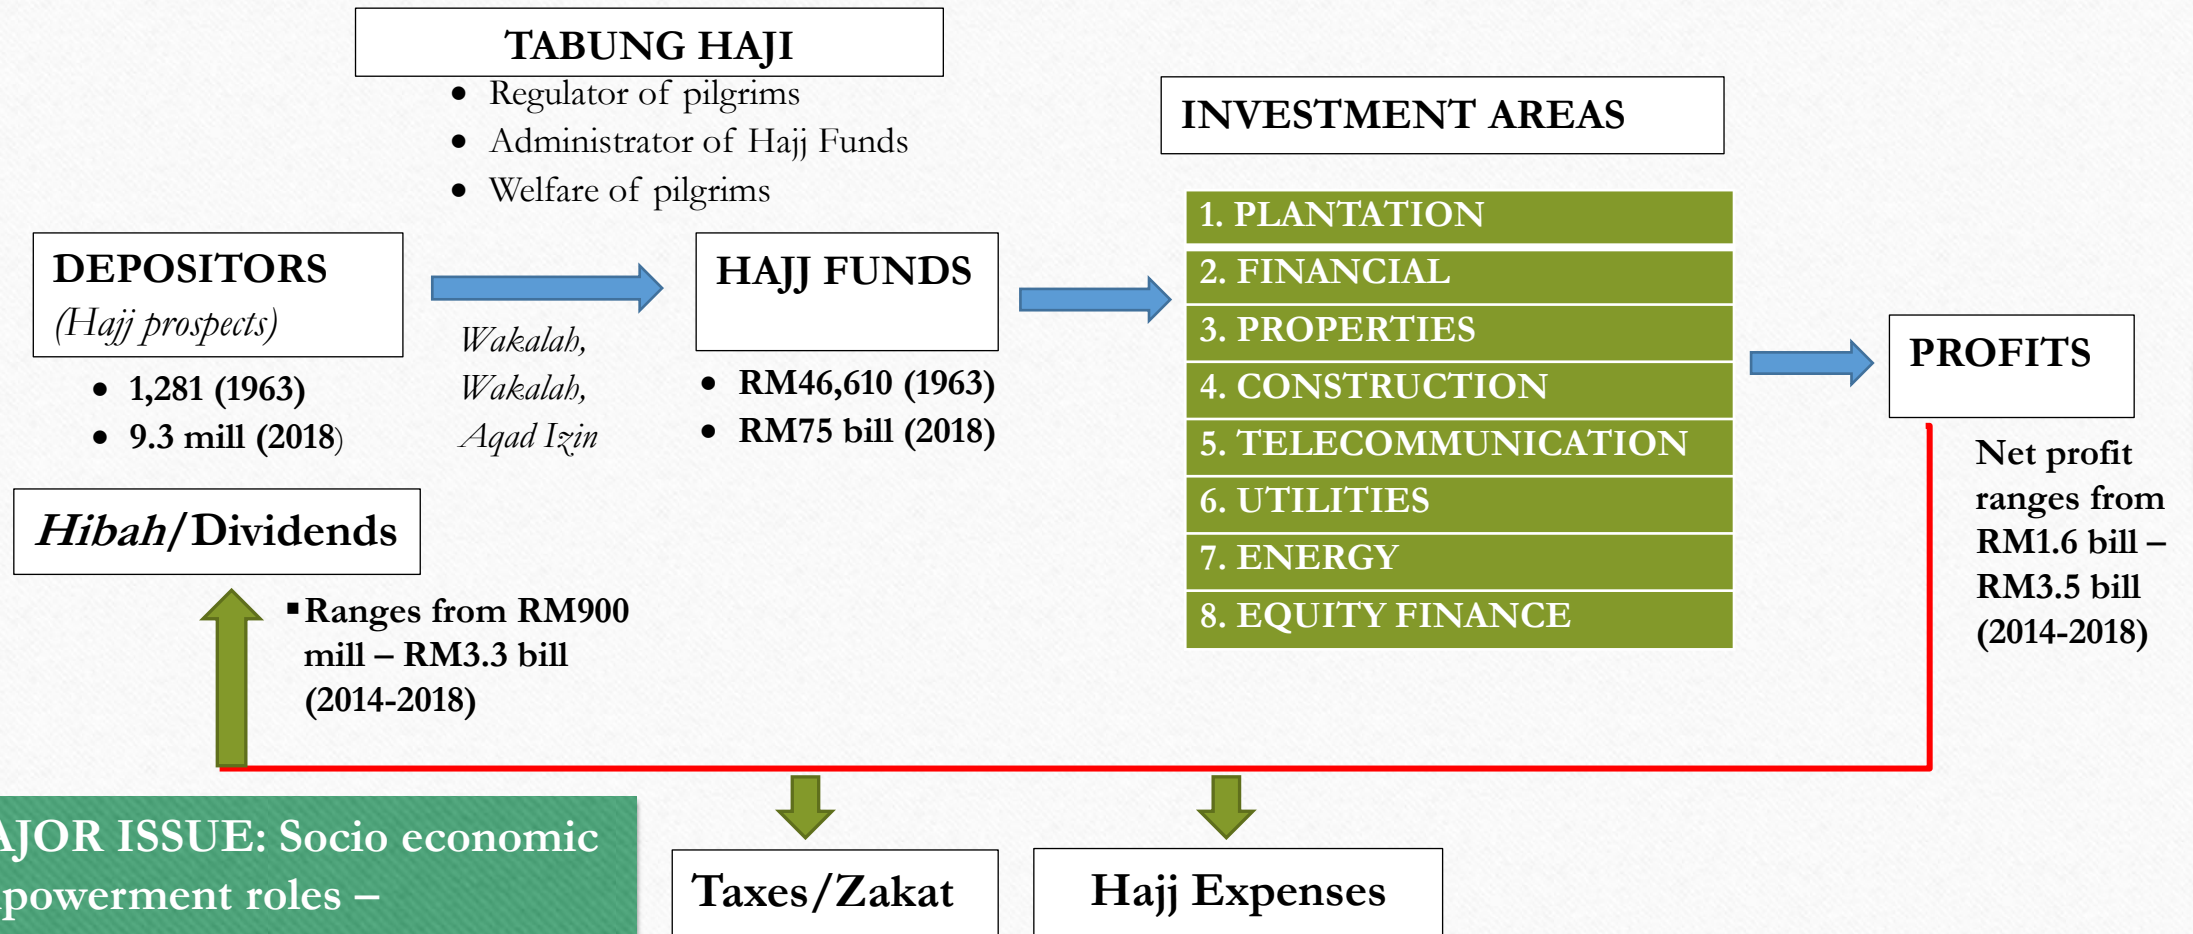 TABUNG HAJI
• Regulator of pilgrims
• Administrator of Hajj Funds
• Welfare of pilgrims
INVESTMENT AREAS
1. PLANTATION
2. FINANCIAL
3. PROPERTIES
4. CONSTRUCTION
5. TELECOMMUNICATION
6. UTILITIES
7. ENERGY
8. EQUITY FINANCE
DEPOSITORS
(Hajj prospects)
• 1,281 (1963)
• 9.3 mill (2018)
Wakalah,
Wakalah,
Aqad Izin
HAJJ FUNDS
• RM46,610 (1963)
• RM75 bill (2018)
PROFITS
Net profit
ranges from
RM1.6 bill –
RM3.5 bill
(2014-2018)
Hibah/Dividends
▪ Ranges from RM900
mill – RM3.3 bill
(2014-2018)
AJOR ISSUE: Socio economic
powerment roles –
Taxes/Zakat
Hajj Expenses